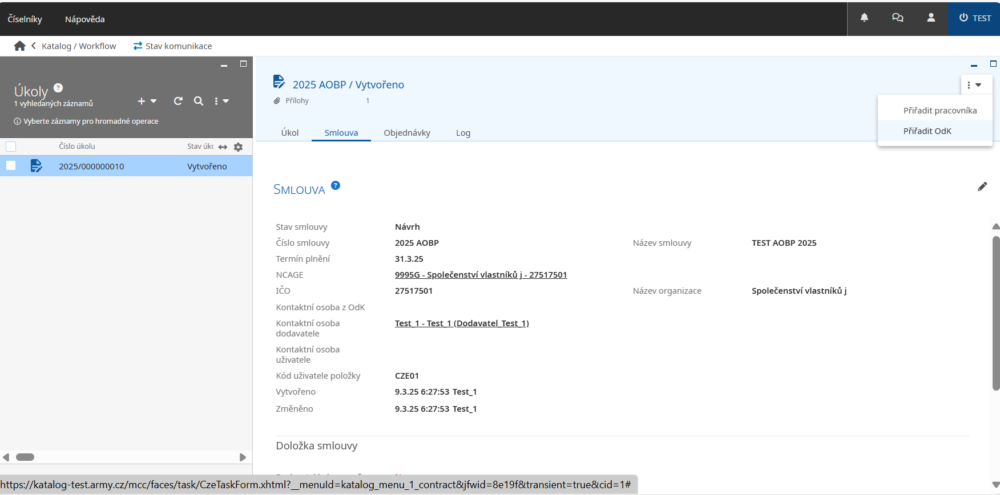 Číselníky Nápověda TEST
Katalog / Workflow Stav komunikace
Úkoly ?
1 vyhledaných záznamů
Vyberte záznamy pro hromadné operace
Číslo úkolu Stav úkc
2025/000000010 Vytvořeno
2025 AOBP / Vytvořeno
Přílohy 1
Přiřadit pracovníka
Přiřadit OdK
Úkol Smlouva Objednávky Log
SMLOUVA ?
Stav smlouvy Návrh
Číslo smlouvy 2025 AOBP Název smlouvy TEST AOBP 2025
Termín plnění 31.3.25
NCAGE 9995G - Společenství vlastníků j - 27517501
IČO 27517501 Název organizace Společenství vlastníků j
Kontaktní osoba z OdK
Kontaktní osoba
dodavatele Test_1 - Test_1 (Dodavatel_Test_1)
Kontaktní osoba
uživatele
Kód uživatele položky CZE01
Vytvořeno 9.3.25 6:27:53 Test_1
Změněno 9.3.25 6:27:53 Test_1
Doložka smlouvy
https://katalog-test.army.cz/mcc/faces/task/CzeTaskForm.xhtml?__menuId=katalog_menu_1_contract&jfwid=8e19f&transient=true&cid=1#